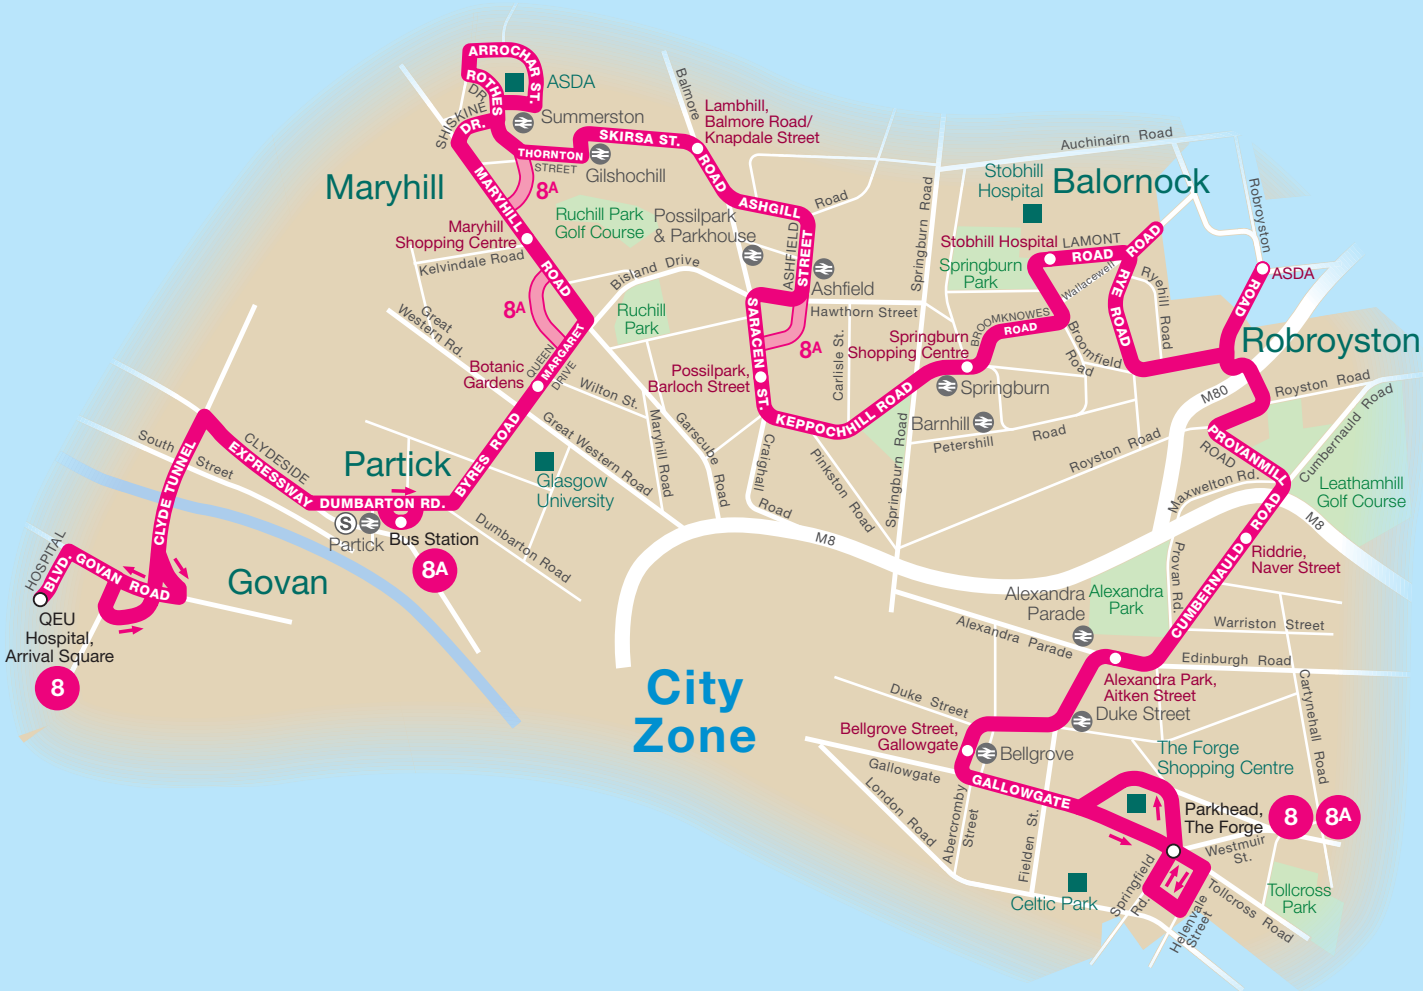 ARROCHAR ST.
ROTHES
DR.
ASDA
SHISKINE
DR.
Summerston
THORNTON
STREET
SKIRSA ST.
Gilshochill
Balmore
ROAD
Lambhill,
Balmore Road/
Knapdale Street
Maryhill
8A
MARYHILL
ROAD
Ruchill Park
Golf Course
Possilpark
& Parkhouse
ASHGILL
Road
ASHFIELD
STREET
Ashfield
Maryhill
Shopping Centre
Kelvindale Road
Bisland Drive
Great
Western Rd.
8A
Ruchill
Park
Botanic
Gardens
QUEEN
MARGARET
DRIVE
Wilton St.
SARACEN
ST.
8A
Hawthorn Street
Carlisle St.
Possilpark,
Barloch Street
KEPPOCHHILL ROAD
Springburn
Shopping Centre
Springburn
Barnhill
Petershill Road
Springburn Road
Springburn Road
Auchinairn Road
Stobhill
Hospital
Balornock
Stobhill Hospital
LAMONT
ROAD
ROAD
Springburn
Park
Wallacewell
RYE
ROAD
Ryehill Road
BROOMKNOWES
ROAD
Broomfield
Road
Robroyston
ROAD
ASDA
Robroyston
M80
Royston Road
Royston Road
PROVANMILL
ROAD
Cumbernauld Road
Maxwelton Rd.
Leathamhill
Golf Course
M8
CUMBERNAULD
ROAD
Riddrie,
Naver Street
Provan Rd.
Warriston Street
Edinburgh Road
Cartynehall Road
Alexandra
Parade
Alexandra
Park
Alexandra Parade
Alexandra Park,
Aitken Street
Duke Street
Duke Street
Bellgrove Street,
Gallowgate
Bellgrove
Gallowgate
GALLOWGATE
London Road
Abercromby
Street
Fielden St.
The Forge
Shopping Centre
Parkhead,
The Forge
8
8A
Westmuir
St.
Celtic Park
Springfield
Rd.
Helenvale
Street
Tollcross Road
Tollcross
Park
South Street
CLYDESIDE
EXPRESSWAY
CLYDE TUNNEL
Partick
DUMBARTON RD.
BYRES ROAD
Glasgow
University
Great Western Road
Maryhill Road
Garscube Road
Craighall
Road
Pinkston Road
M8
S
Partick
Bus Station
8A
Dumbarton Road
HOSPITAL
BLVD.
GOVAN ROAD
Govan
QEU
Hospital,
Arrival Square
8
City
Zone